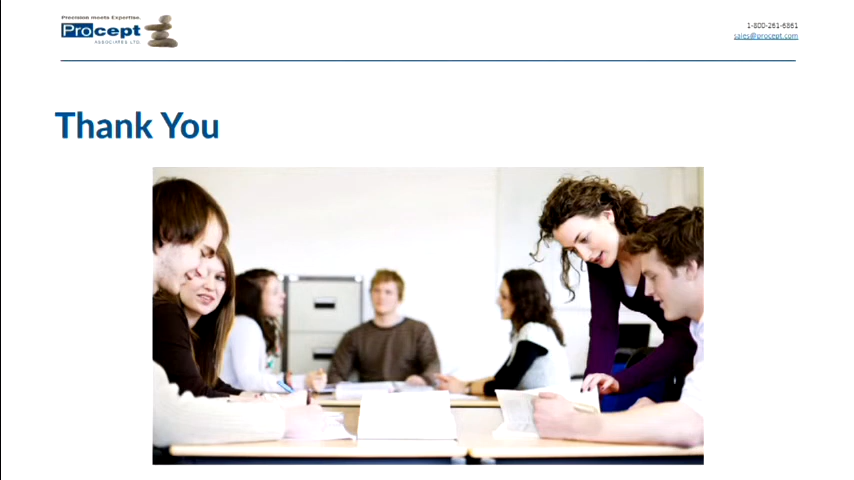 Precision meets Expertise.
Procept
ASSOCIATES LTD.
1-800-261-6861
sales@procept.com
Thank You